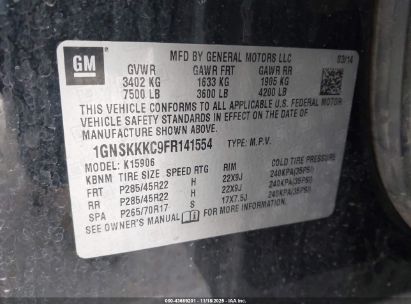 GM
MFD BY GENERAL MOTORS LLC
03/14
GVWR GAWR FRT GAWR RR
3402 KG 1633 KG 1905 KG
7500 LB 3600 LB 4200 LB
THIS VEHICLE CONFORMS TO ALL APPLICABLE U.S. FEDERAL MOTOR
VEHICLE SAFETY STANDARDS IN EFFECT ON THE DATE OF
MANUFACTURE SHOWN ABOVE.
1GNSKKKC9FR141554 TYPE: M.P.V.
MODEL: K15906
KBNM TIRE SIZE SPEED RTG RIM COLD TIRE PRESSURE
FRT P285/45R22 H 22X9J 240KPA(35PSI)
RR P285/45R22 H 22X9J 240KPA(35PSI)
SPA P265/70R17 S 17X7.5J 240KPA(35PSI)
SEE OWNER'S MANUAL FOR MORE INFORMATION.